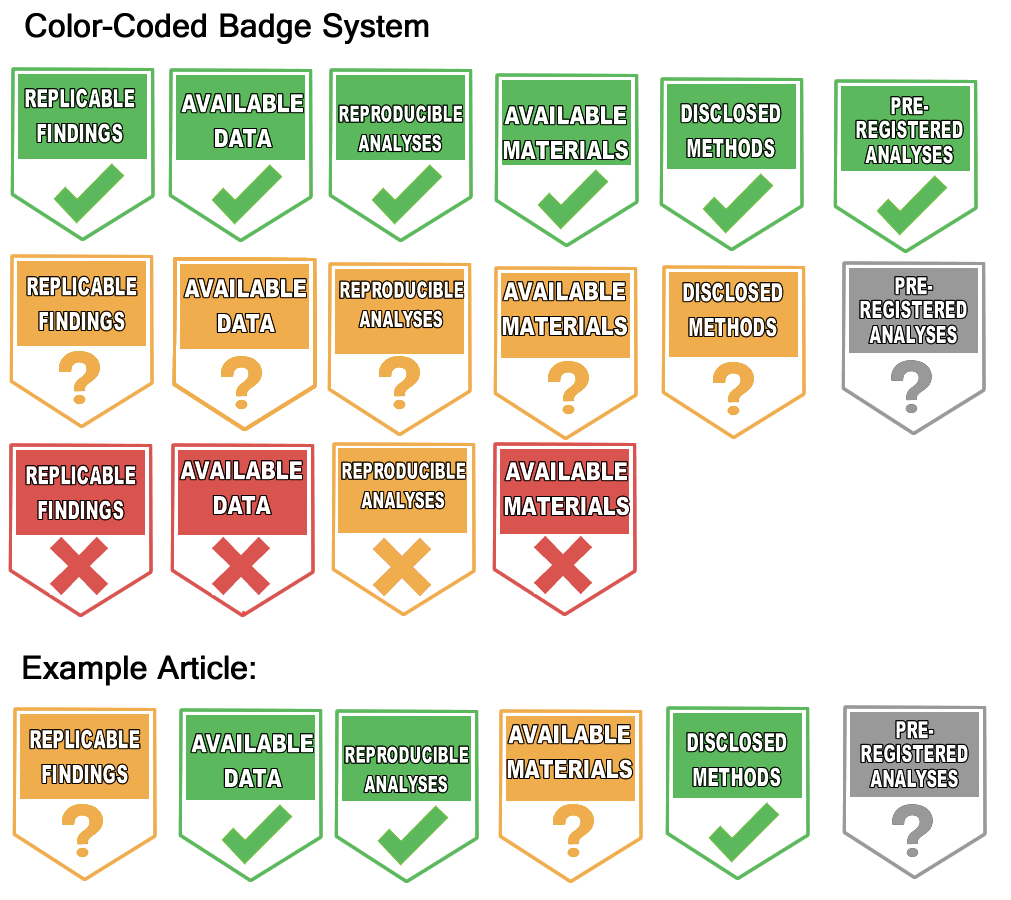 Color-Coded Badge System
REPLICABLE
FINDINGS
AVAILABLE
DATA
REPRODUCIBLE
ANALYSES
AVAILABLE
MATERIALS
DISCLOSED
METHODS
PRE-
REGISTERED
ANALYSES
REPLICABLE
FINDINGS
?
AVAILABLE
DATA
?
REPRODUCIBLE
ANALYSES
?
AVAILABLE
MATERIALS
?
DISCLOSED
METHODS
?
PRE-
REGISTERED
ANALYSES
?
REPLICABLE
FINDINGS
AVAILABLE
DATA
REPRODUCIBLE
ANALYSES
AVAILABLE
MATERIALS
Example Article:
REPLICABLE
FINDINGS
?
AVAILABLE
DATA
REPRODUCIBLE
ANALYSES
AVAILABLE
MATERIALS
?
DISCLOSED
METHODS
PRE-
REGISTERED
ANALYSES
?